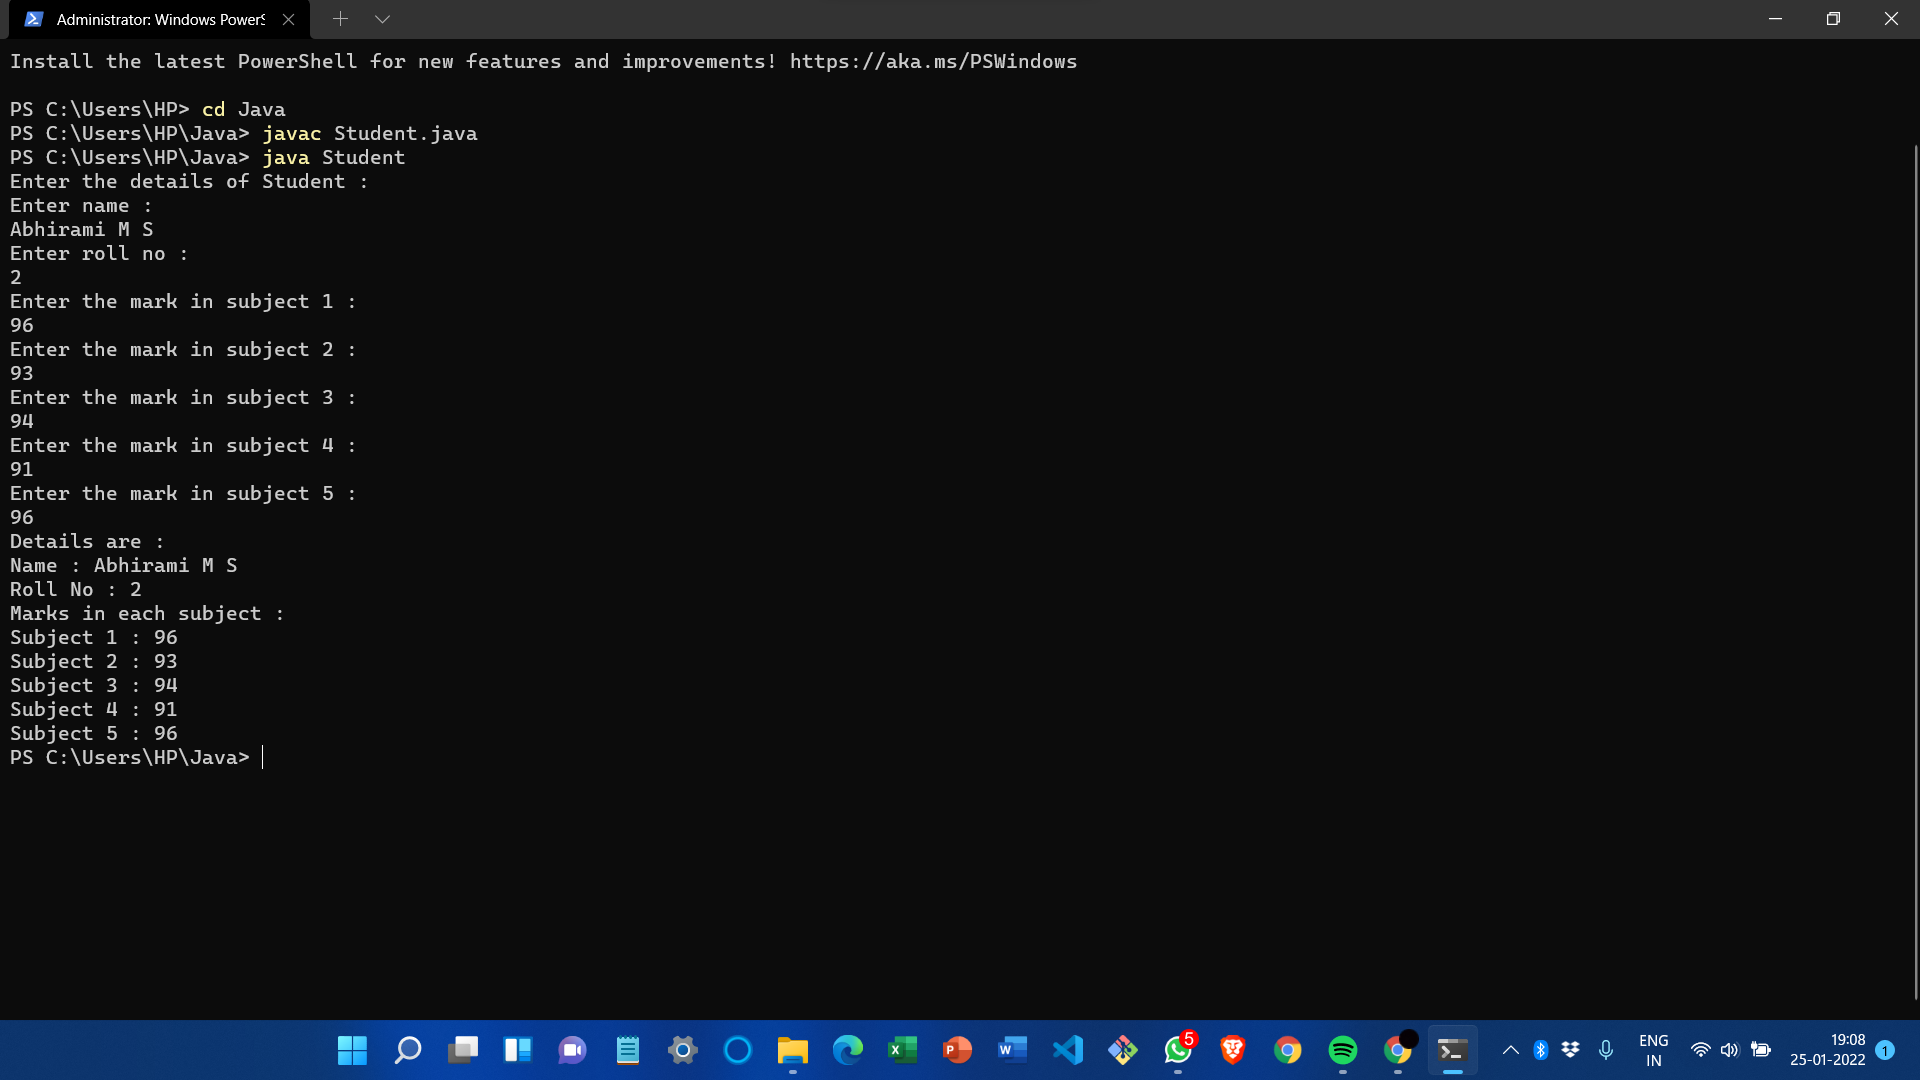 Administrator: Windows PowerS
Install the latest PowerShell for new features and improvements! https://aka.ms/PSWindows
PS C:\Users\HP> cd Java
PS C:\Users\HP\Java> javac Student.java
PS C:\Users\HP\Java> java Student
Enter the details of Student :
Enter name :
Abhirami M S
Enter roll no :
2
Enter the mark in subject 1 :
96
Enter the mark in subject 2 :
93
Enter the mark in subject 3 :
94
Enter the mark in subject 4 :
91
Enter the mark in subject 5 :
96
Details are :
Name : Abhirami M S
Roll No : 2
Marks in each subject :
Subject 1 : 96
Subject 2 : 93
Subject 3 : 94
Subject 4 : 91
Subject 5 : 96
PS C:\Users\HP\Java>
5
ENG
IN
19:08
25-01-2022
1